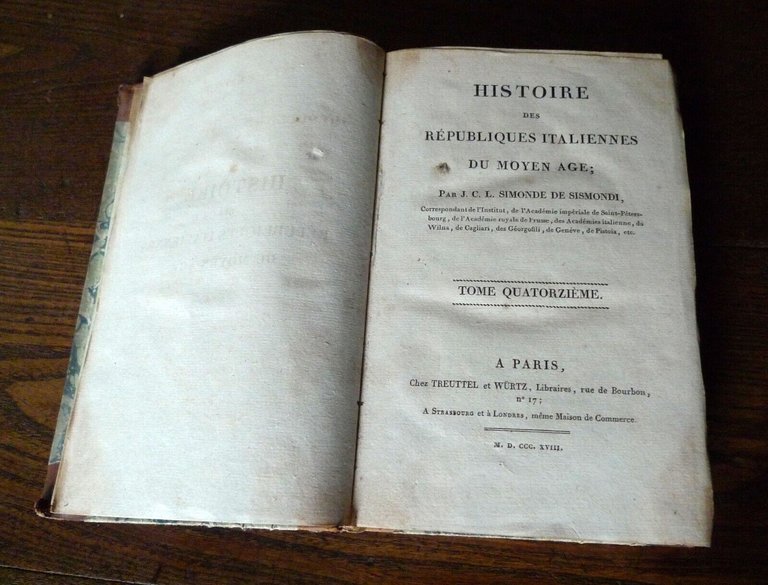 HISTOIRE
DES
RÉPUBLIQUES ITALIENNES
DU MOYEN AGE;
PAR J. C. L. SIMONDE DE SISMONDI,
Correspondant de l'Institut, de l'Académie impériale de Saint-Péters-
bourg, de l'Académie royale de Prusse, des Académies italienne, de
Wilna, de Cagliari, des Géorgofili, de Genève, de Pistoia, etc.
TOME QUATORZIÈME.
A PARIS,
Chez TREUTTEL et WÜRTZ, Libraires, rue de Bourbon,
nº 17;
A STRASBOURG et à LONDRES, même Maison de Commerce.
M. D. CCC. XVIII.